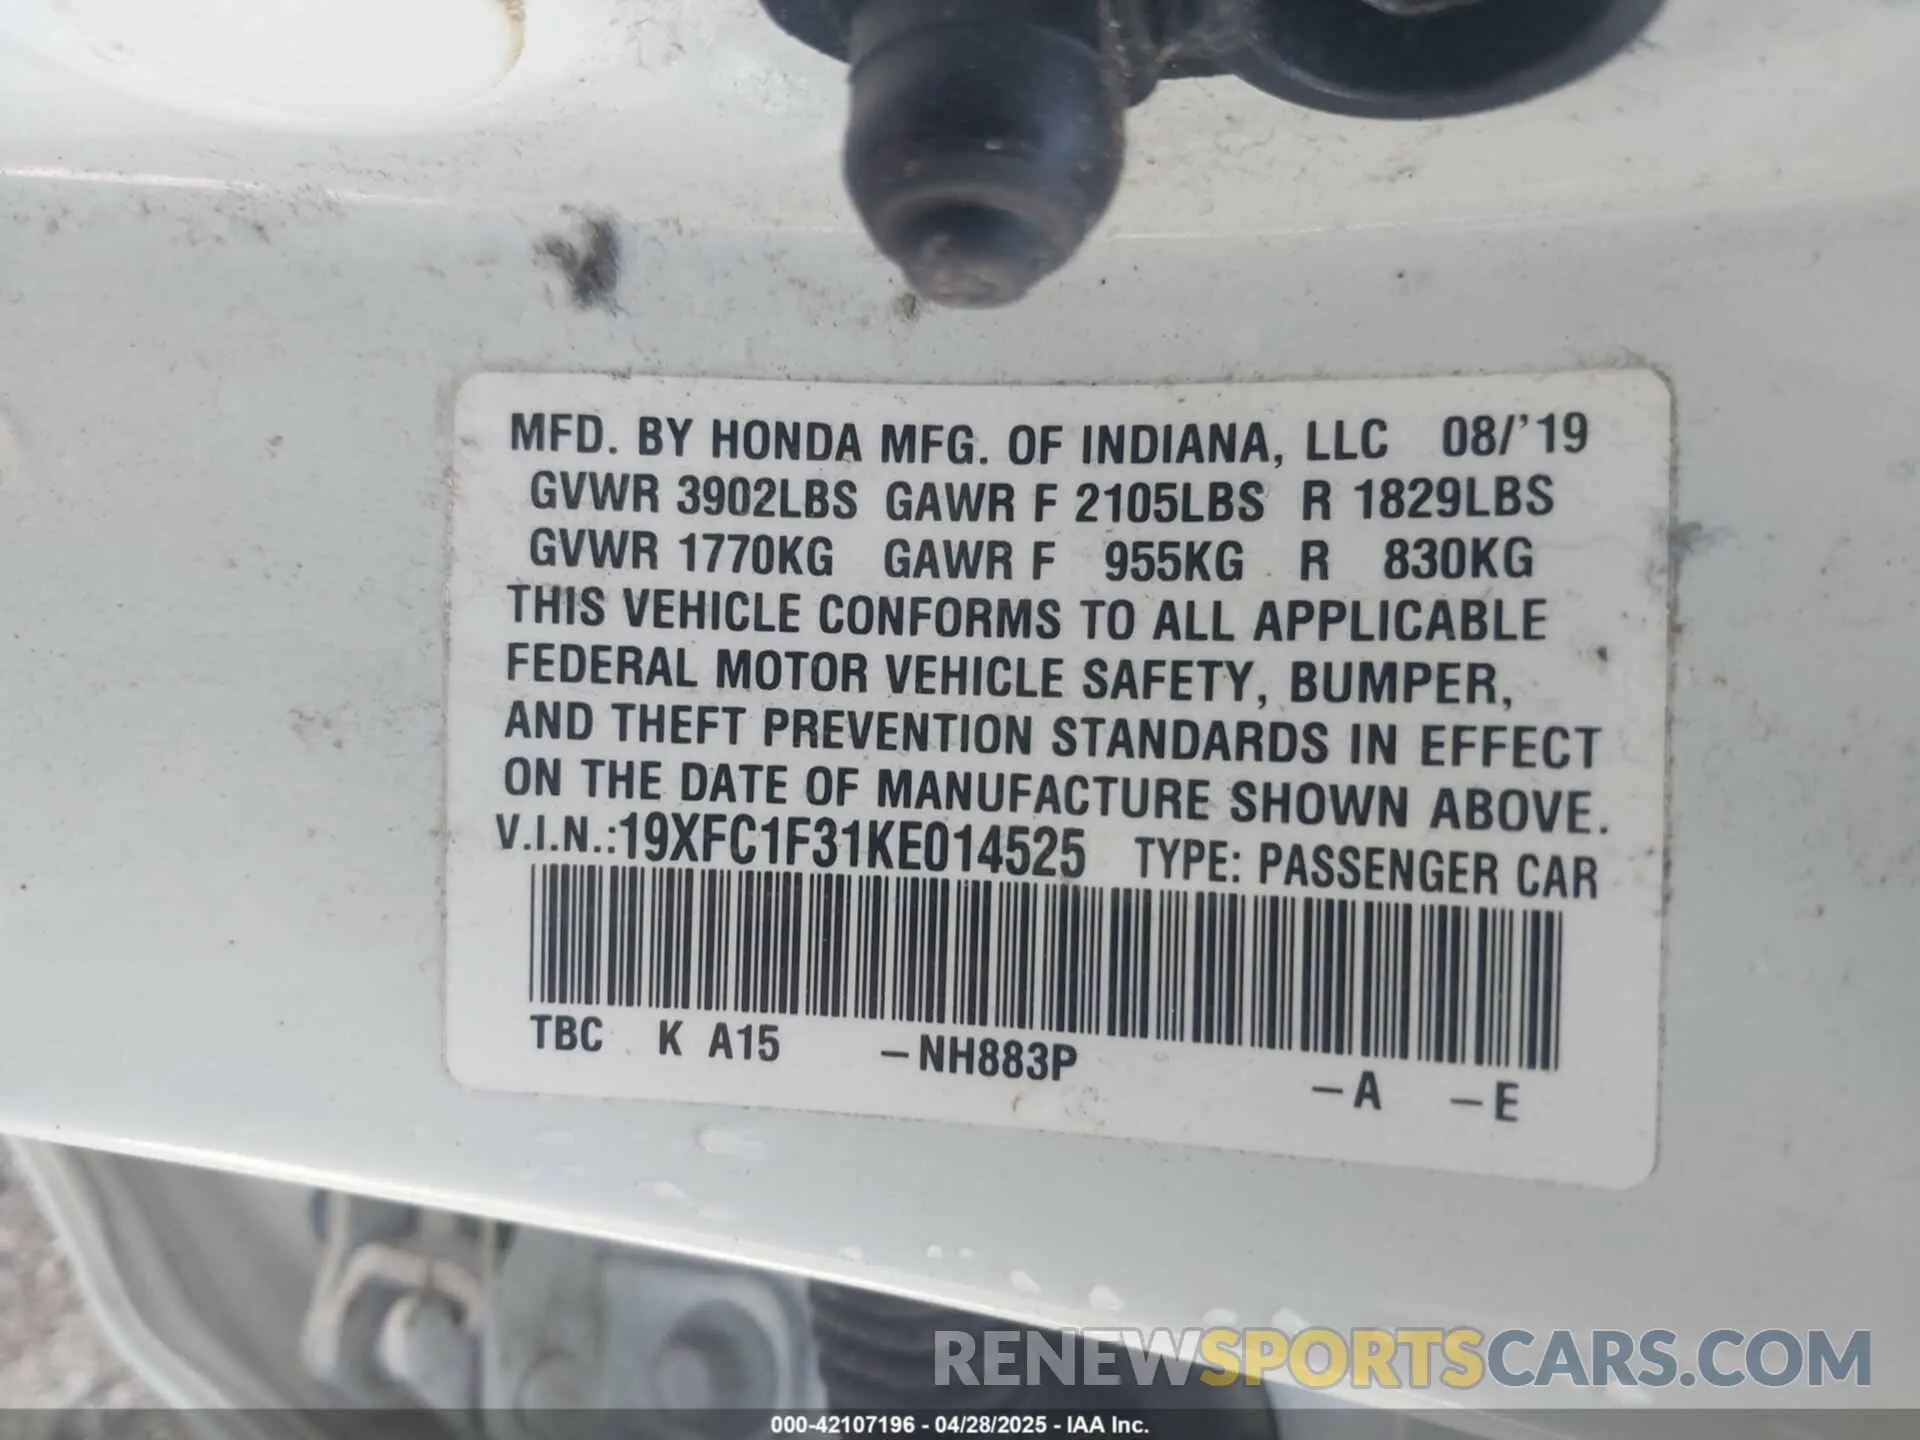 MFD. BY HONDA MFG. OF INDIANA, LLC 08/'19
GVWR 3902LBS GAWR F 2105LBS R 1829LBS
GVWR 1770KG GAWR F 955KG R 830KG
THIS VEHICLE CONFORMS TO ALL APPLICABLE
FEDERAL MOTOR VEHICLE SAFETY, BUMPER,
AND THEFT PREVENTION STANDARDS IN EFFECT
ON THE DATE OF MANUFACTURE SHOWN ABOVE.
V.I.N.:19XFC1F31KE014525 TYPE: PASSENGER CAR
TBC K A15 –NH883P –A –E
RENEWSPORTSCARS.COM
000-42107196 - 04/28/2025 - IAA Inc.